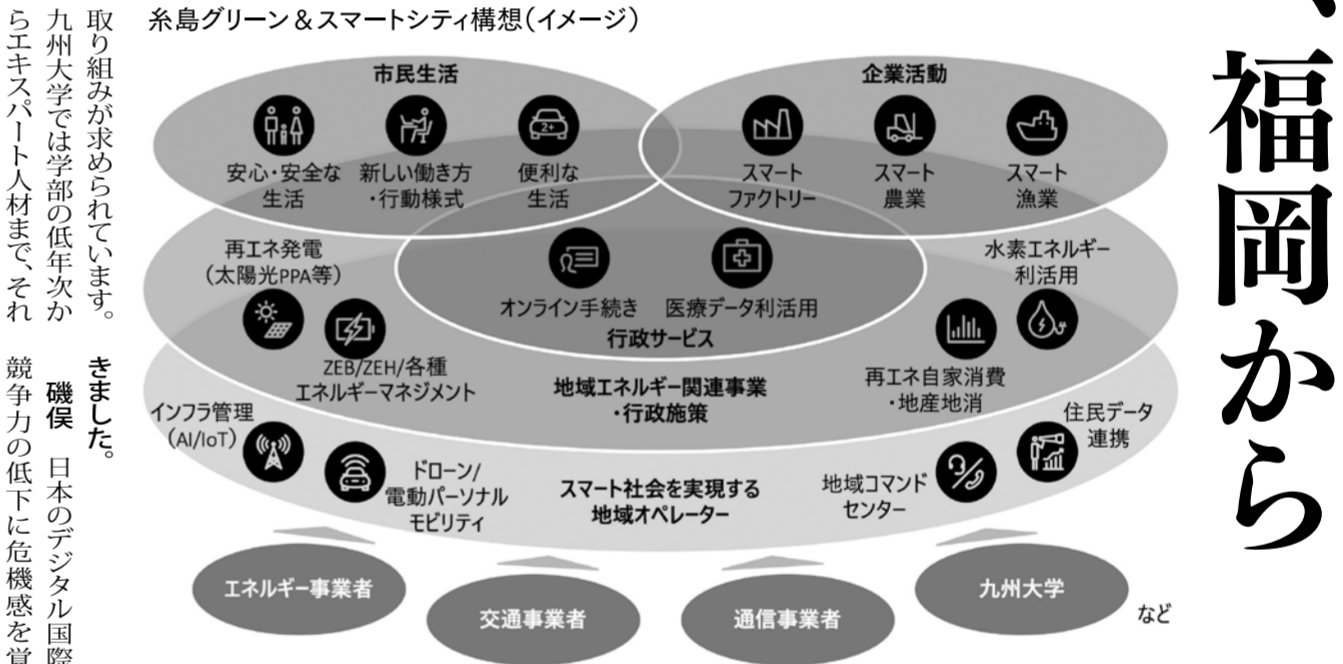 、福岡から
糸島グリーン＆スマートシティ構想（イメージ）
市民生活
安心・安全な
生活
新しい働き方
・行動様式
2+
便利な
生活
企業活動
スマート
ファクトリー
スマート
農業
スマート
漁業
オンライン手続き
医療データ利活用
行政サービス
再エネ発電
（太陽光PPA等）
ZEB/ZEH/各種
エネルギーマネジメント
地域エネルギー関連事業
・行政施策
水素エネルギー
利活用
再エネ自家消費
・地産地消
インフラ管理
（AI/IoT）
ドローン/
電動パーソナル
モビリティ
スマート社会を実現する
地域オペレーター
地域コマンド
センター
住民データ
連携
エネルギー事業者
交通事業者
通信事業者
九州大学
など
取り組みが求められています。
九州大学では学部の低年次か
らエキスパート人材まで、それ
きました。
磯俣　日本のデジタル国際
競争力の低下に危機感を覚